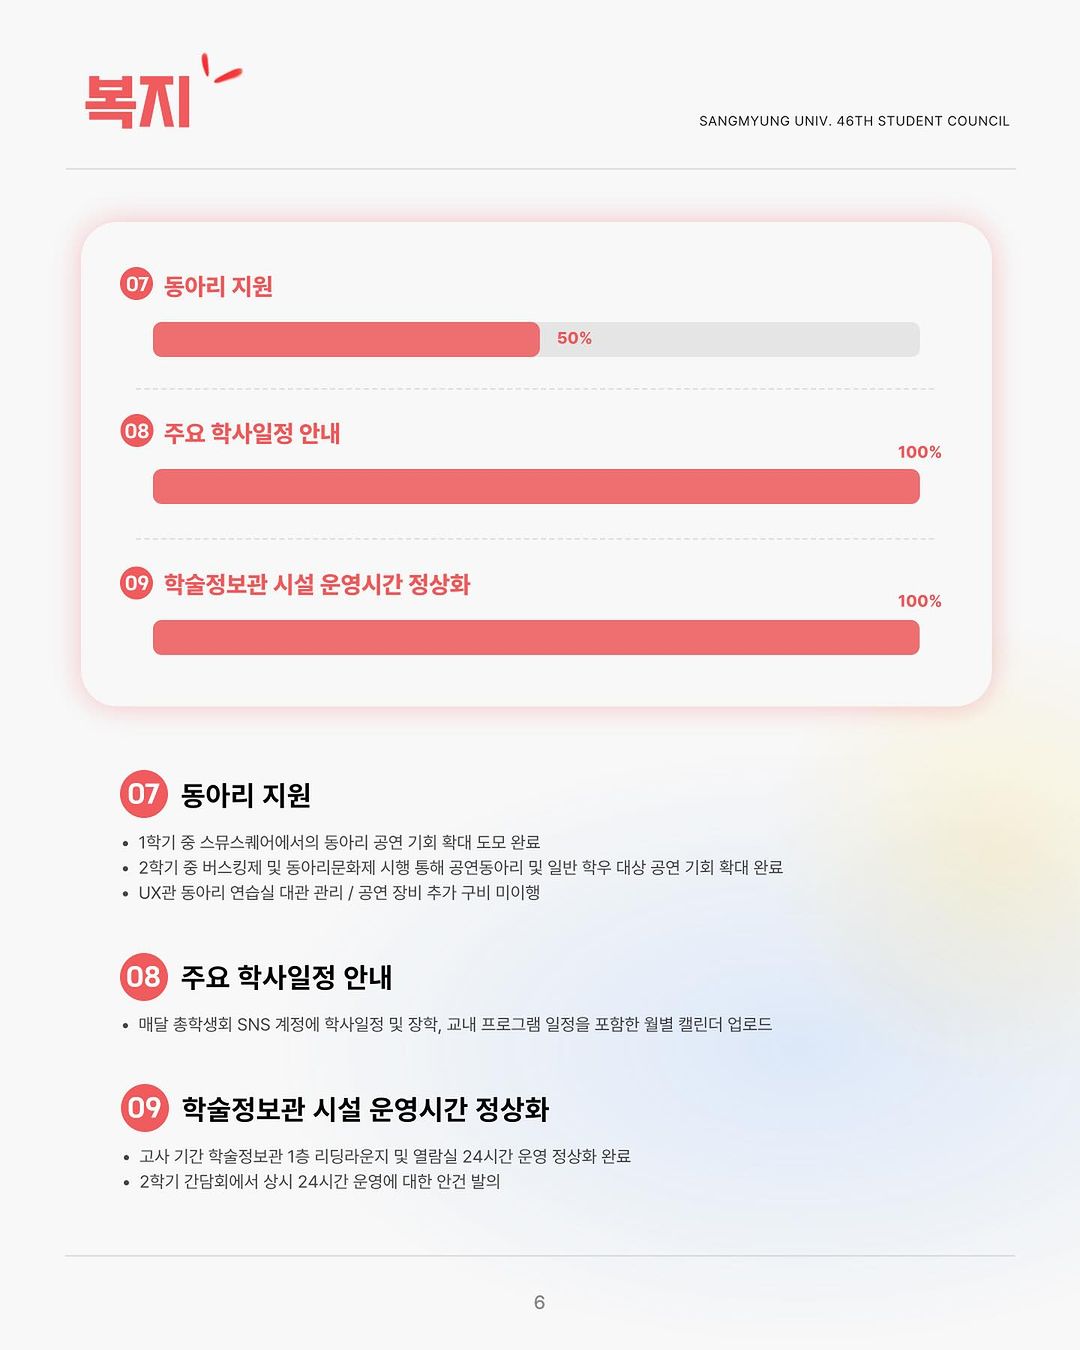 복지
SANGMYUNG UNIV. 46TH STUDENT COUNCIL
07 동아리 지원
50%
08 주요 학사일정 안내
100%
09 학술정보관 시설 운영시간 정상화
100%
07 동아리 지원
• 1학기 중 스뮤스퀘어에서의 동아리 공연 기회 확대 도모 완료
• 2학기 중 버스킹제 및 동아리문화제 시행 통해 공연동아리 및 일반 학우 대상 공연 기회 확대 완료
• UX관 동아리 연습실 대관 관리 / 공연 장비 추가 구비 미이행
08 주요 학사일정 안내
• 매달 총학생회 SNS 계정에 학사일정 및 장학, 교내 프로그램 일정을 포함한 월별 캘린더 업로드
09 학술정보관 시설 운영시간 정상화
• 고사 기간 학술정보관 1층 리딩라운지 및 열람실 24시간 운영 정상화 완료
• 2학기 간담회에서 상시 24시간 운영에 대한 안건 발의
6